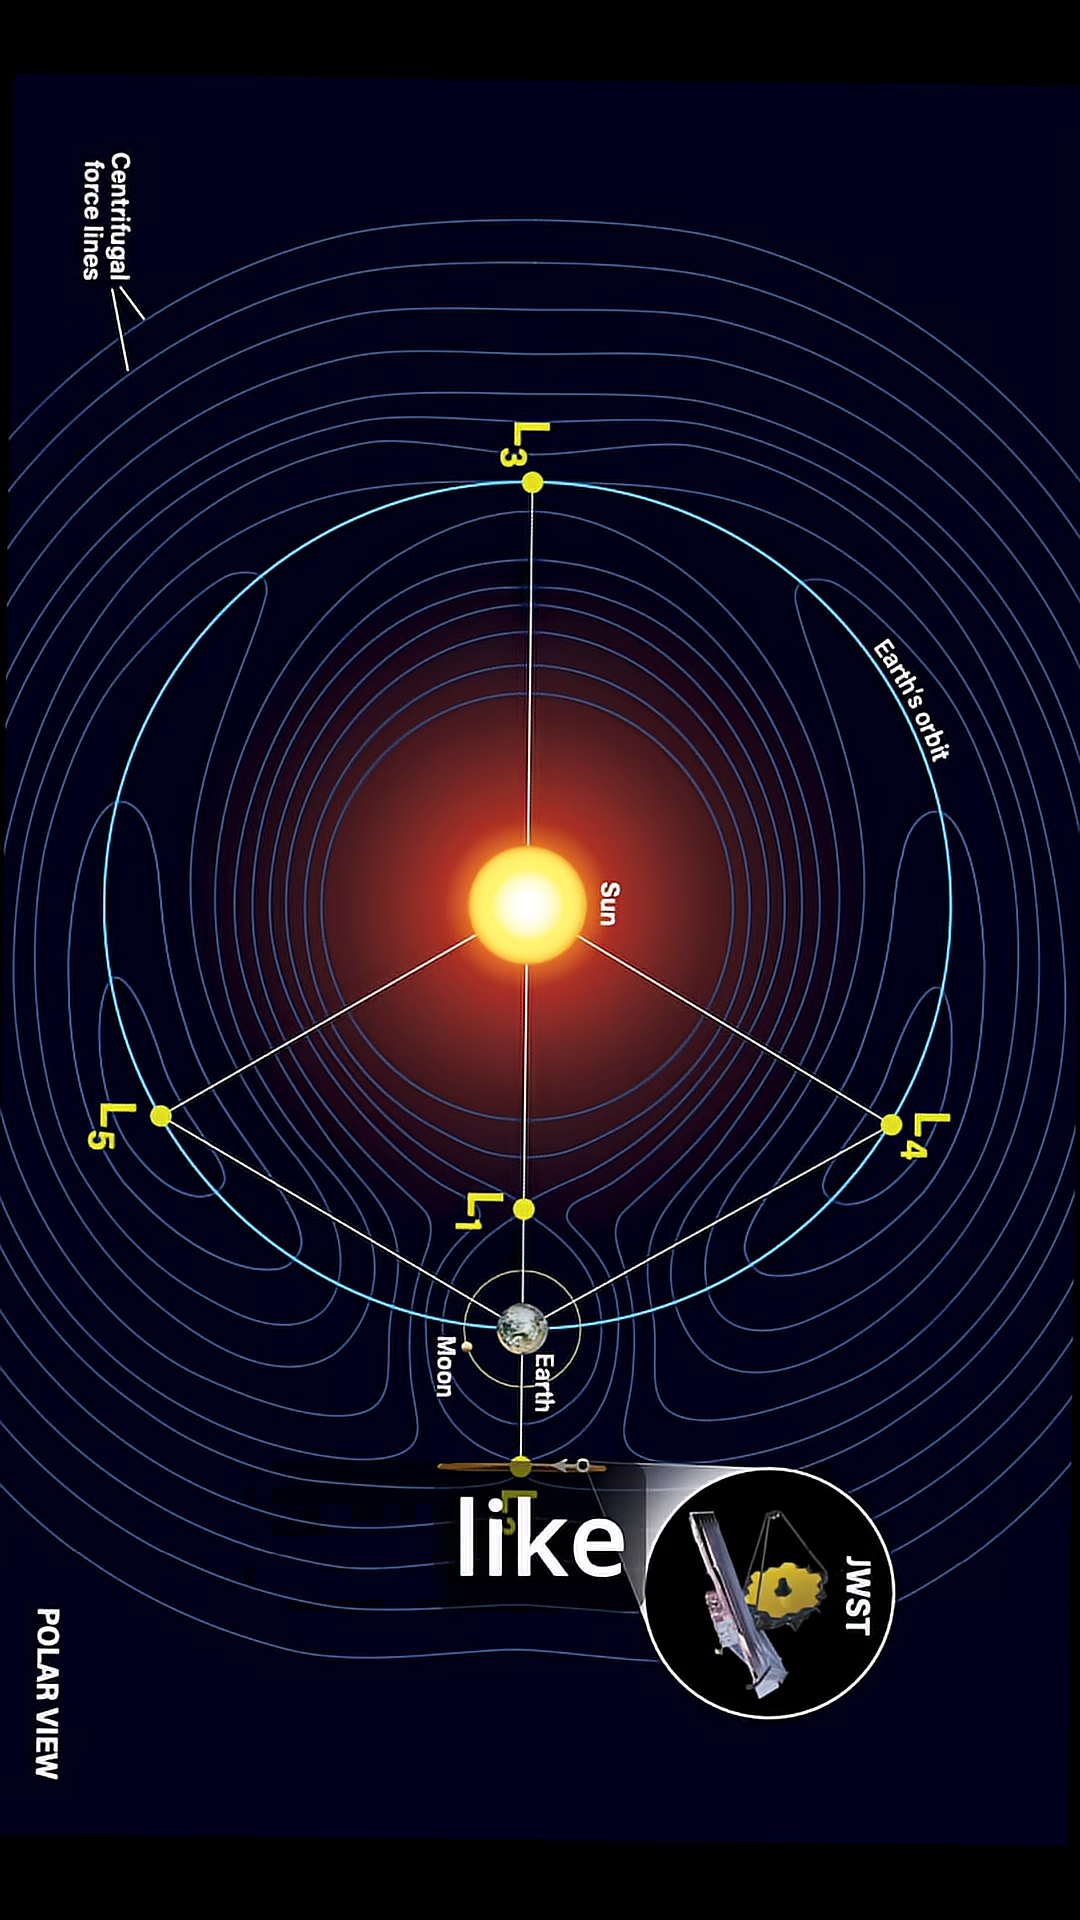 Centrifugal
force lines
L3
Earth's orbit
Sun
L5
L4
L1
Moon
Earth
like
JWST
POLAR VIEW